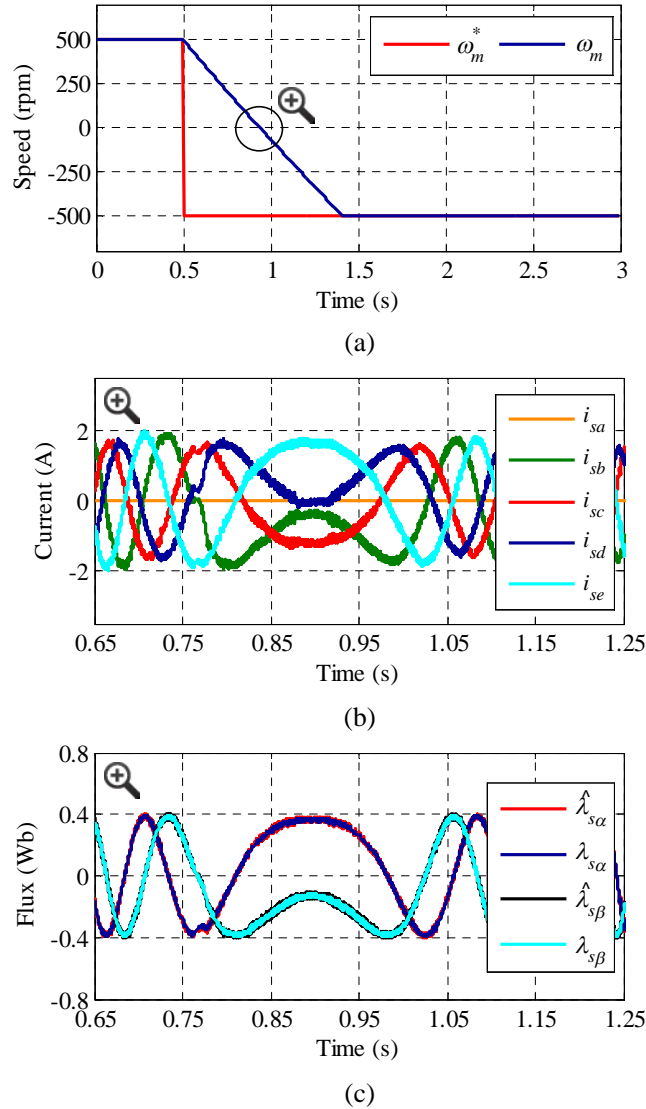 500
250
0
-250
-500
Speed (rpm)
ω*m ωm
0 0.5 1 1.5 2 2.5 3
Time (s)
(a)
2
0
-2
Current (A)
isa
isb
isc
isd
ise
0.65 0.75 0.85 0.95 1.05 1.15 1.25
Time (s)
(b)
0.8
0.4
0
-0.4
-0.8
Flux (Wb)
λ̂sα
λsα
λ̂sβ
λsβ
0.65 0.75 0.85 0.95 1.05 1.15 1.25
Time (s)
(c)